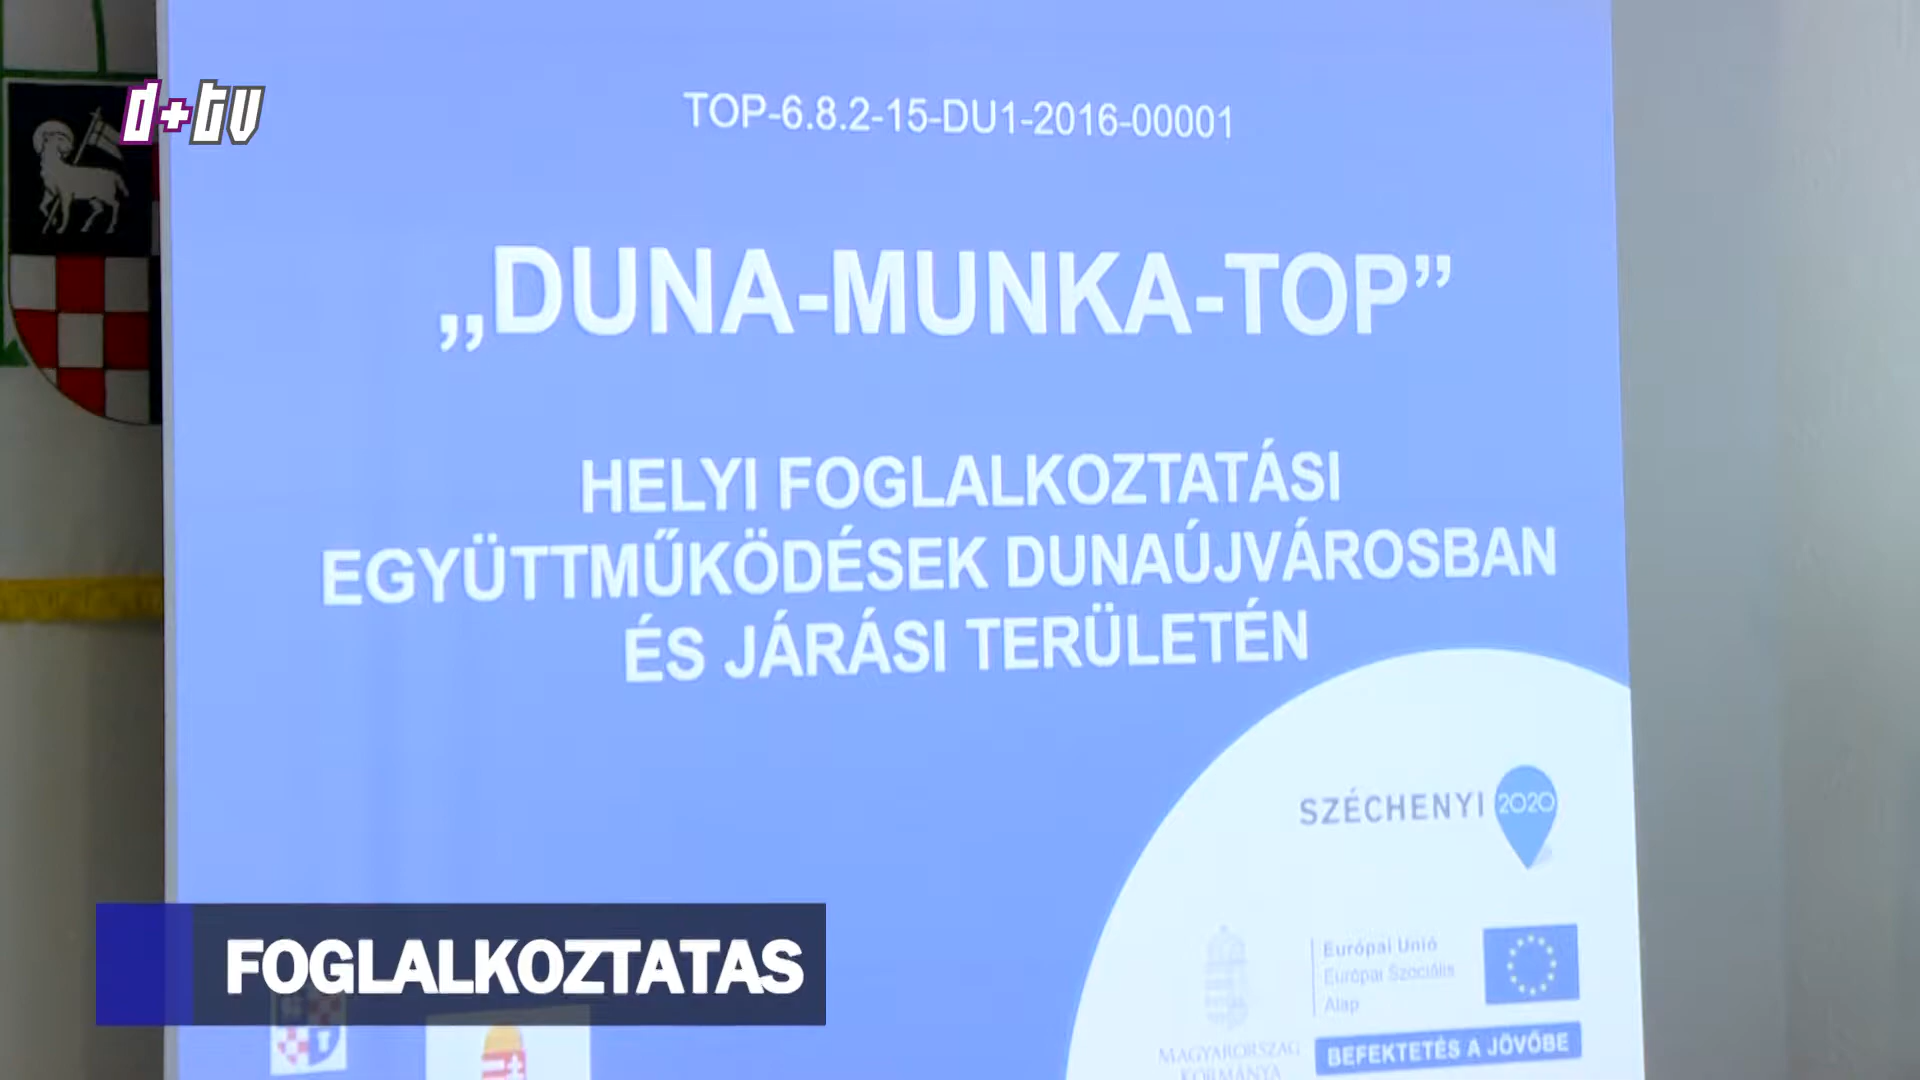 d+tv
TOP-6.8.2-15-DU1-2016-00001
„DUNA-MUNKA-TOP”
HELYI FOGLALKOZTATÁSI
EGYÜTTMŰKÖDÉSEK DUNAÚJVÁROSBAN
ÉS JÁRÁSI TERÜLETÉN
SZÉCHENYI 2020
Európai Unió
Európai Szociális
Alap
MAGYARORSZÁG
KORMÁNYA
BEFEKTETÉS A JÖVŐBE
FOGLALKOZTATAS